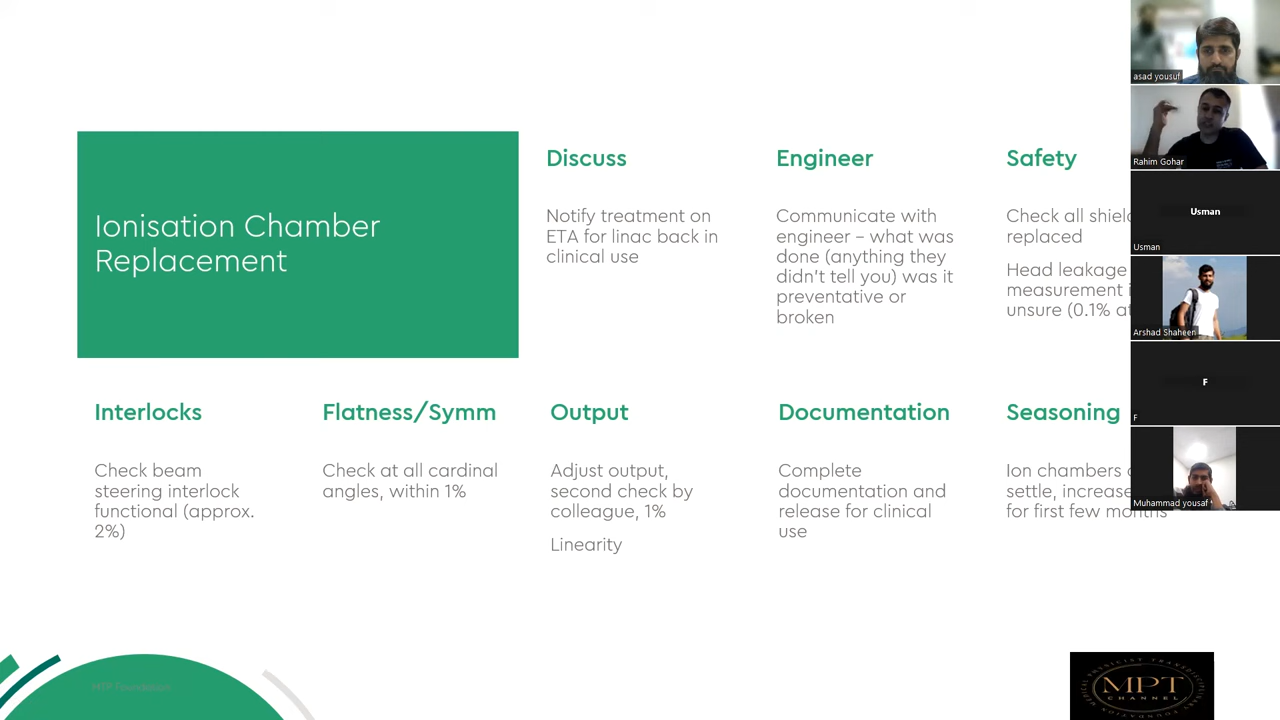 Ionisation Chamber
Replacement
Discuss
Notify treatment on
ETA for linac back in
clinical use
Engineer
Communicate with
engineer – what was
done (anything they
didn't tell you) was it
preventative or
broken
Safety
Check all
replaced
Head leakage
measurement
unsure (0.1%
Interlocks
Check beam
steering interlock
functional (approx.
2%)
Flatness/Symm
Check at all cardinal
angles, within 1%
Output
Adjust output,
second check by
colleague, 1%
Linearity
Documentation
Complete
documentation and
release for clinical
use
Seasoning
Ion chambers
settle, increase
for first few months
asad yousuf
Rahim Gohar
Usman
Usman
Arshad Shaheen
F
F
Muhammad yousaf
MTP Foundation
MPT
CHANNEL